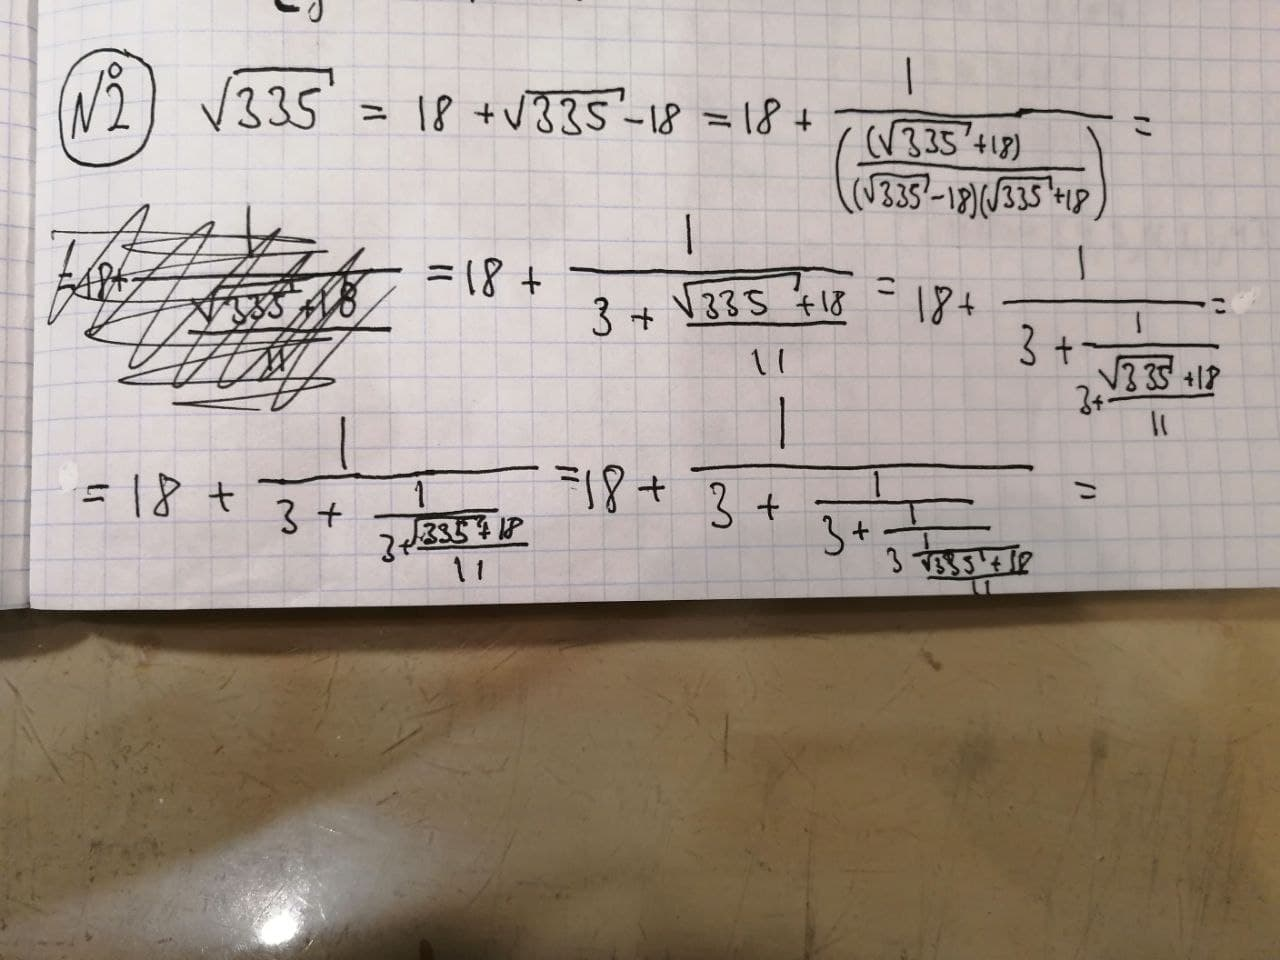 №2 √335 = 18 + √335 - 18 = 18 + 1/(((√335 + 18))/((√335 - 18)(√335 + 18)) =
= 18 + 1/(3 + (√335 + 18)/11) = 18 + 1/(3 + 1/(3 + (√335 + 18)/11)) =
= 18 + 1/(3 + 1/(3 + (√335 + 18)/11)) = 18 + 1/(3 + 1/(3 + 1/(3 1/((√335 + 18)/11)))) =